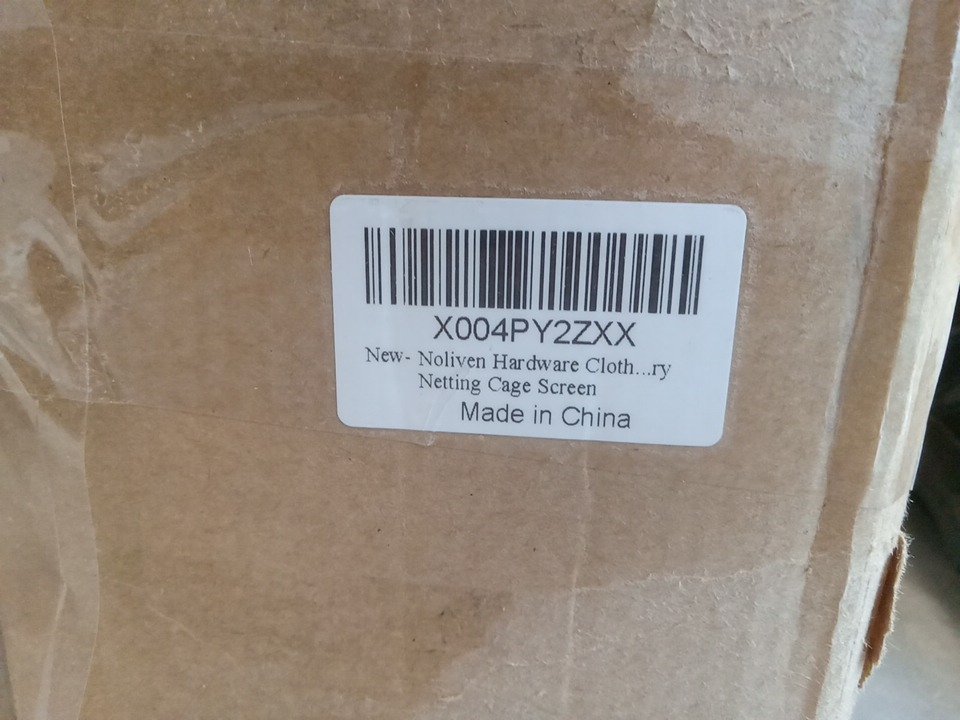 X004PY2ZXX
New- Noliven Hardware Cloth...ry
Netting Cage Screen
Made in China